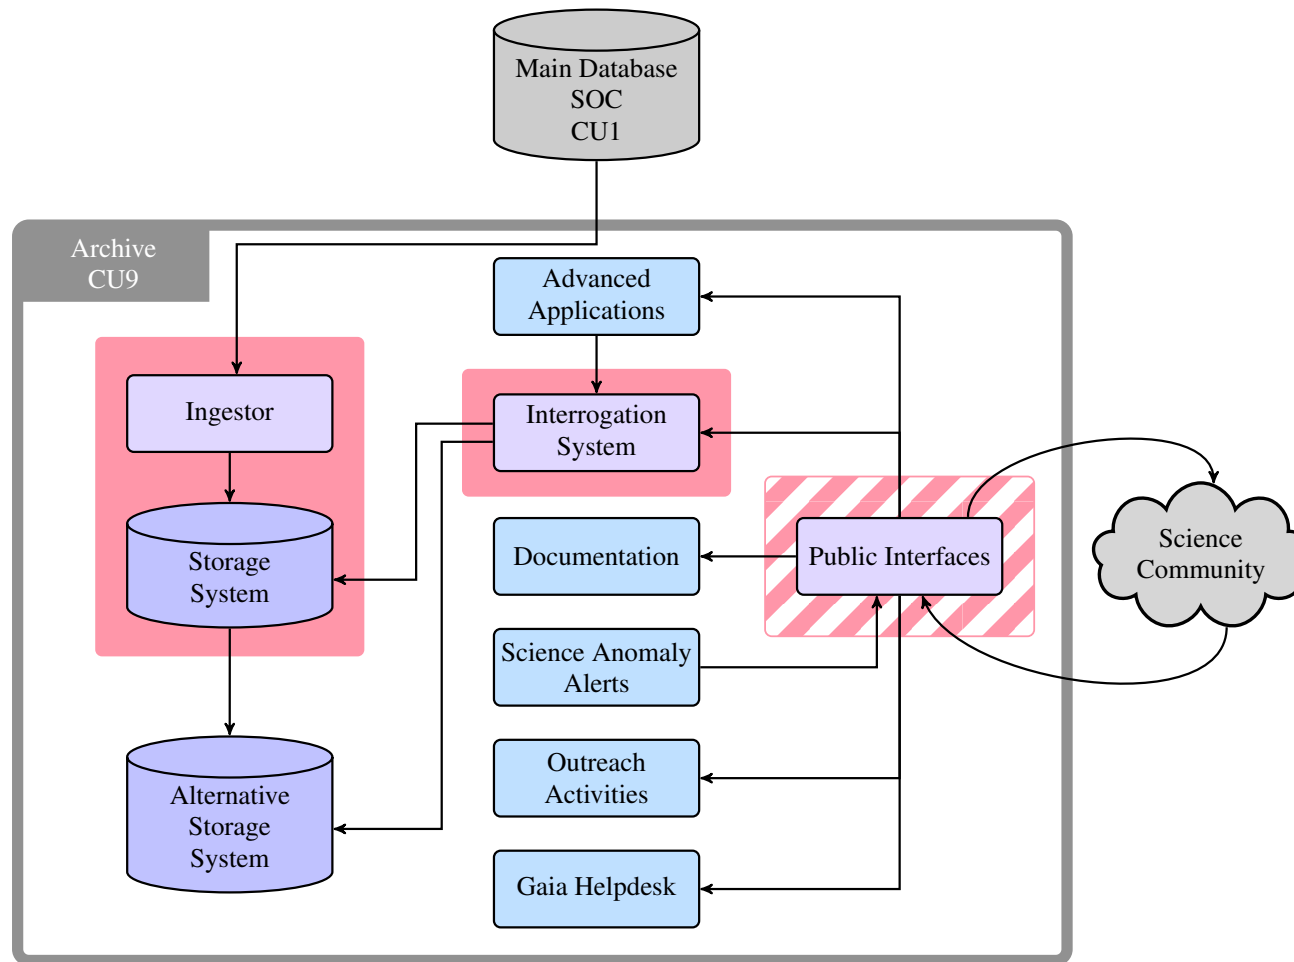 Main Database
SOC
CU1
Archive
CU9
Advanced
Applications
Ingestor
Interrogation
System
Storage
System
Documentation
Public Interfaces
Science
Community
Science Anomaly
Alerts
Outreach
Activities
Alternative
Storage
System
Gaia Helpdesk